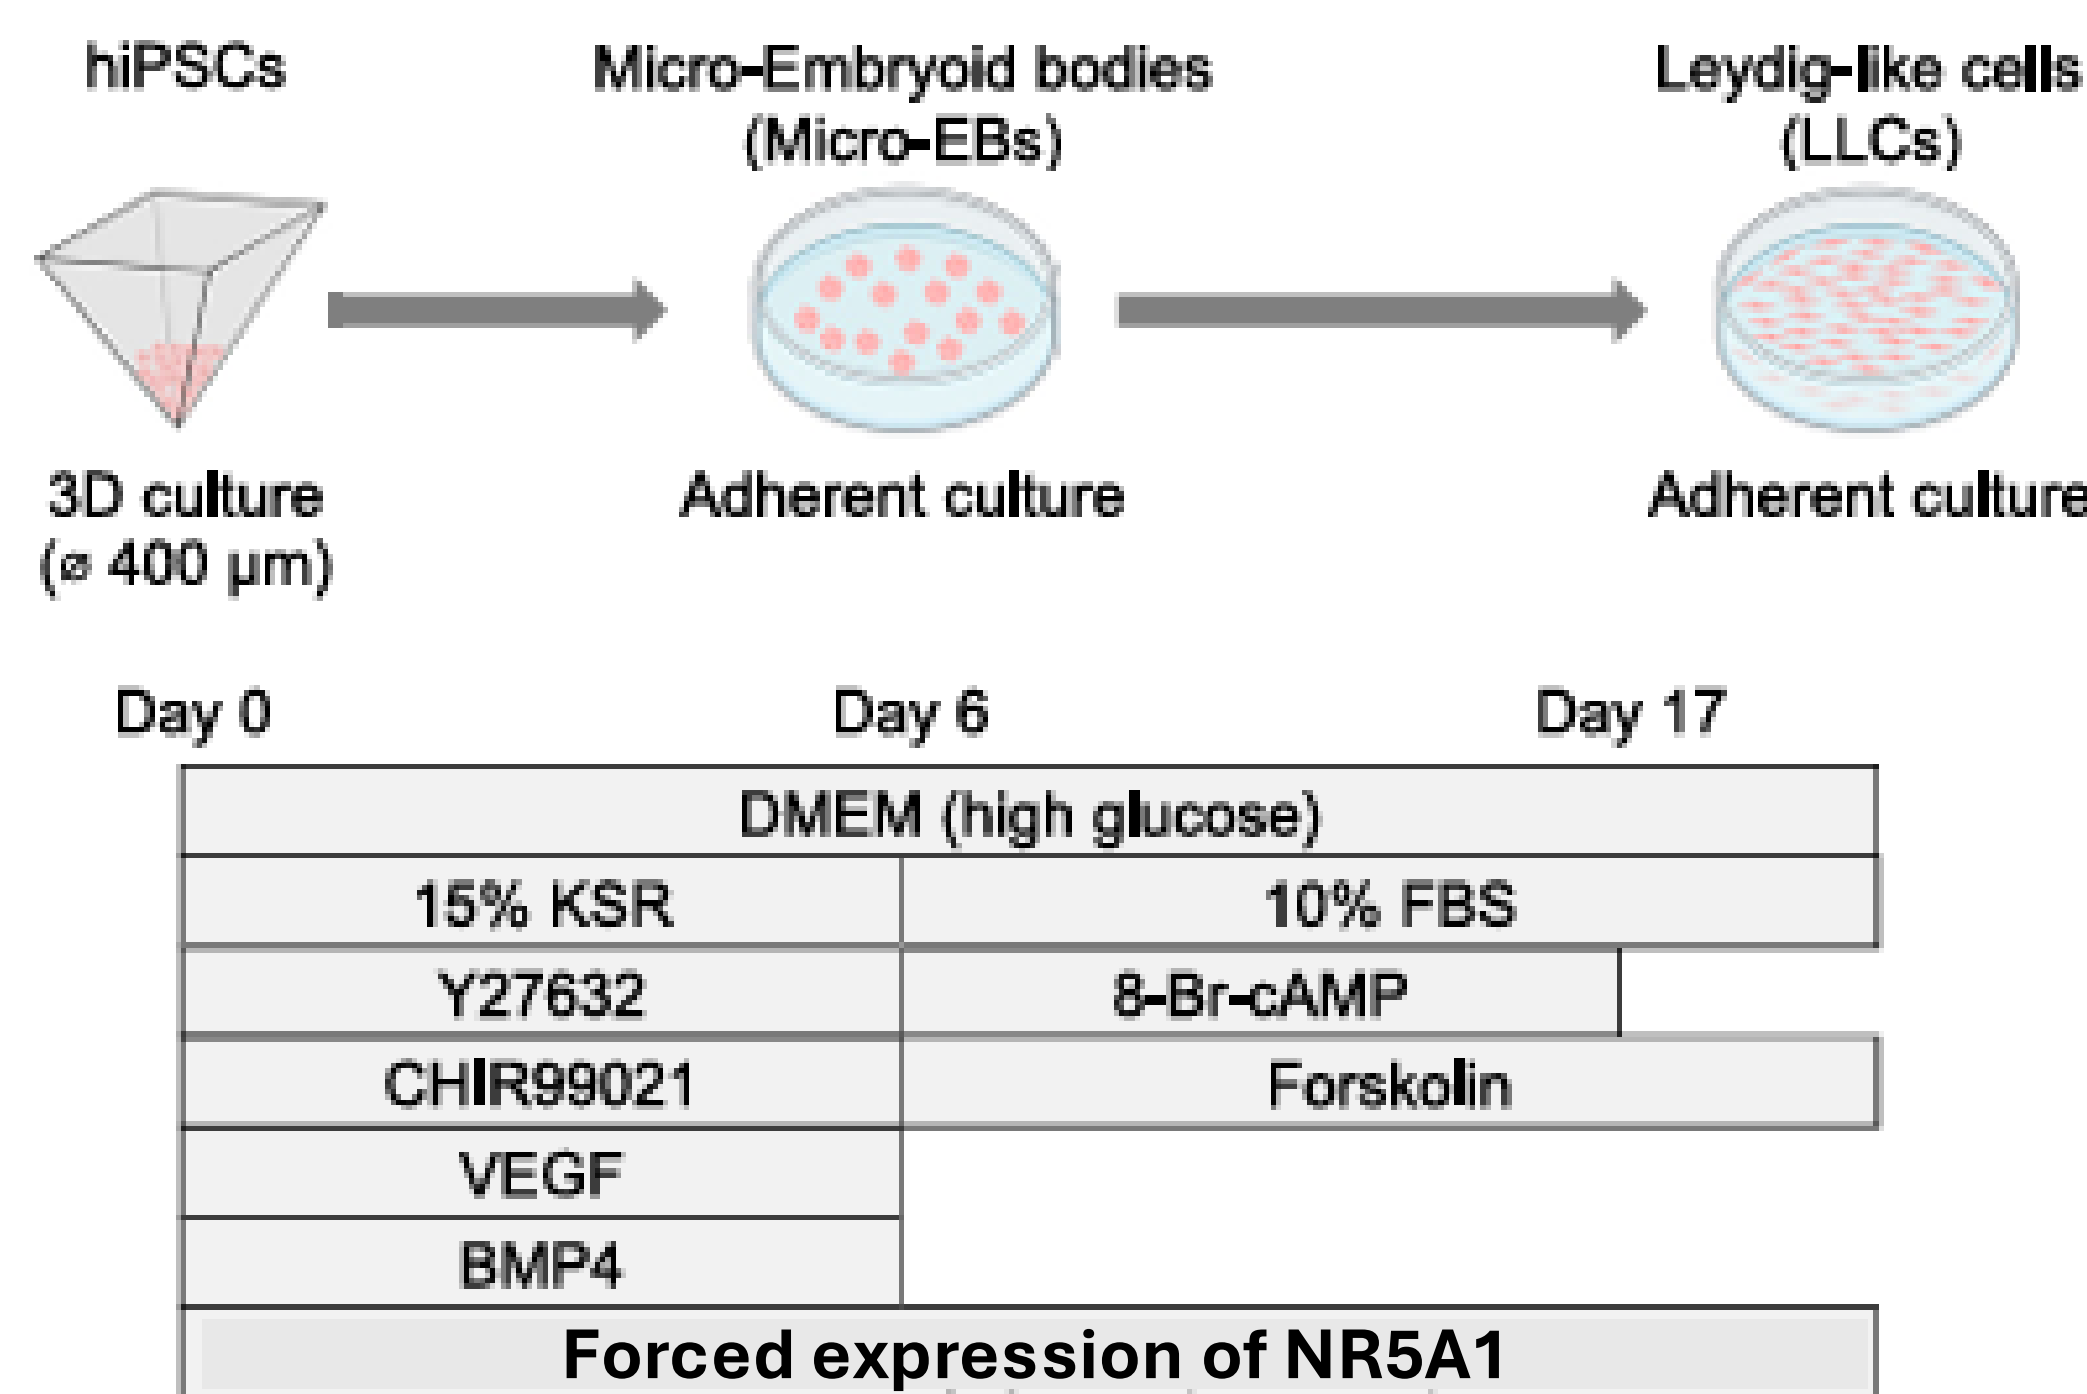 hiPSCs
Micro-Embryoid bodies
(Micro-EBs)
Leydig-like cells
(LLCs)
3D culture
(ø 400 µm)
Adherent culture
Adherent culture
Day 0
Day 6
Day 17
DMEM (high glucose)
15% KSR
10% FBS
Y27632
8-Br-cAMP
CHIR99021
Forskolin
VEGF
BMP4
Forced expression of NR5A1